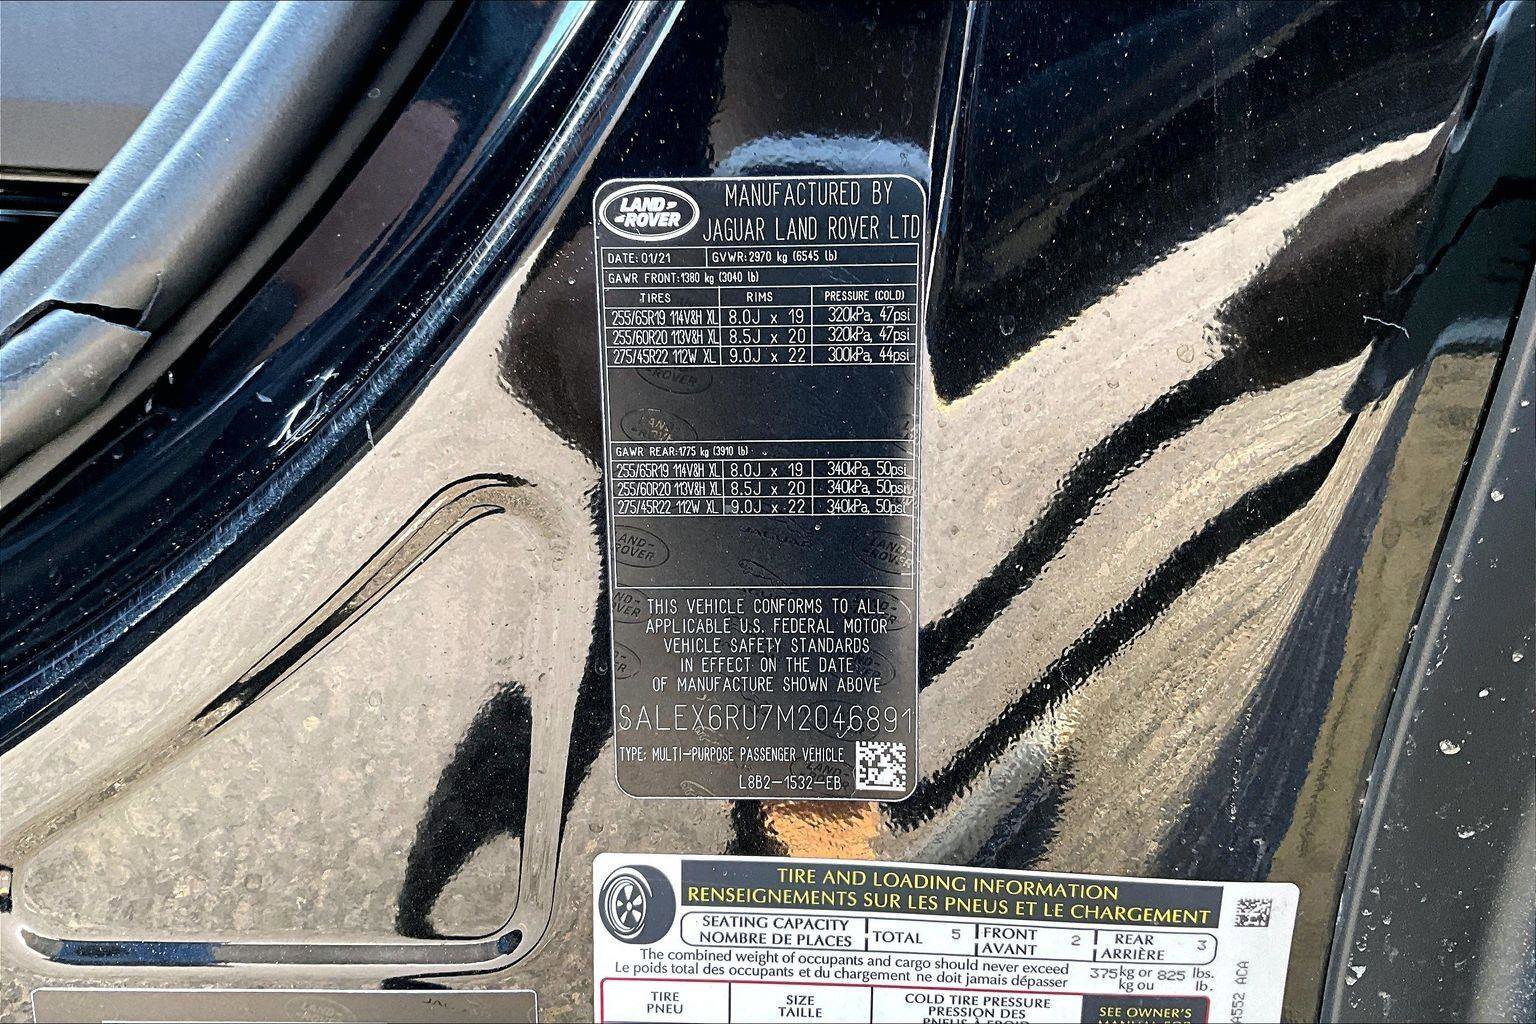 LAND ROVER
MANUFACTURED BY
JAGUAR LAND ROVER LTD
DATE: 01/21 GVWR: 2970 kg (6545 lb)
GAWR FRONT: 1380 kg (3040 lb)
TIRES RIMS PRESSURE (COLD)
255/65R19 114V&H XL 8.0J x 19 320kPa, 47psi
255/60R20 113V&H XL 8.5J x 20 320kPa, 47psi
275/45R22 112W XL 9.0J x 22 300kPa, 44psi
GAWR REAR: 1775 kg (3910 lb)
255/65R19 114V&H XL 8.0J x 19 340kPa, 50psi
255/60R20 113V&H XL 8.5J x 20 340kPa, 50psi
275/45R22 112W XL 9.0J x 22 340kPa, 50psi
THIS VEHICLE CONFORMS TO ALL
APPLICABLE U.S. FEDERAL MOTOR
VEHICLE SAFETY STANDARDS
IN EFFECT ON THE DATE
OF MANUFACTURE SHOWN ABOVE
SALEX6RU7M2046891
TYPE: MULTI-PURPOSE PASSENGER VEHICLE
L8B2-1532-EB
TIRE AND LOADING INFORMATION
RENSEIGNEMENTS SUR LES PNEUS ET LE CHARGEMENT
SEATING CAPACITY
NOMBRE DE PLACES
TOTAL 5
FRONT
AVANT
2
REAR
ARRIÈRE
3
The combined weight of occupants and cargo should never exceed 375 kg or 825 lbs.
Le poids total des occupants et du chargement ne doit jamais dépasser kg ou lb.
TIRE
PNEU
SIZE
TAILLE
COLD TIRE PRESSURE
PRESSION DES
PNEUS À FROID
SEE OWNER'S
MANUAL FOR
A552 ACA